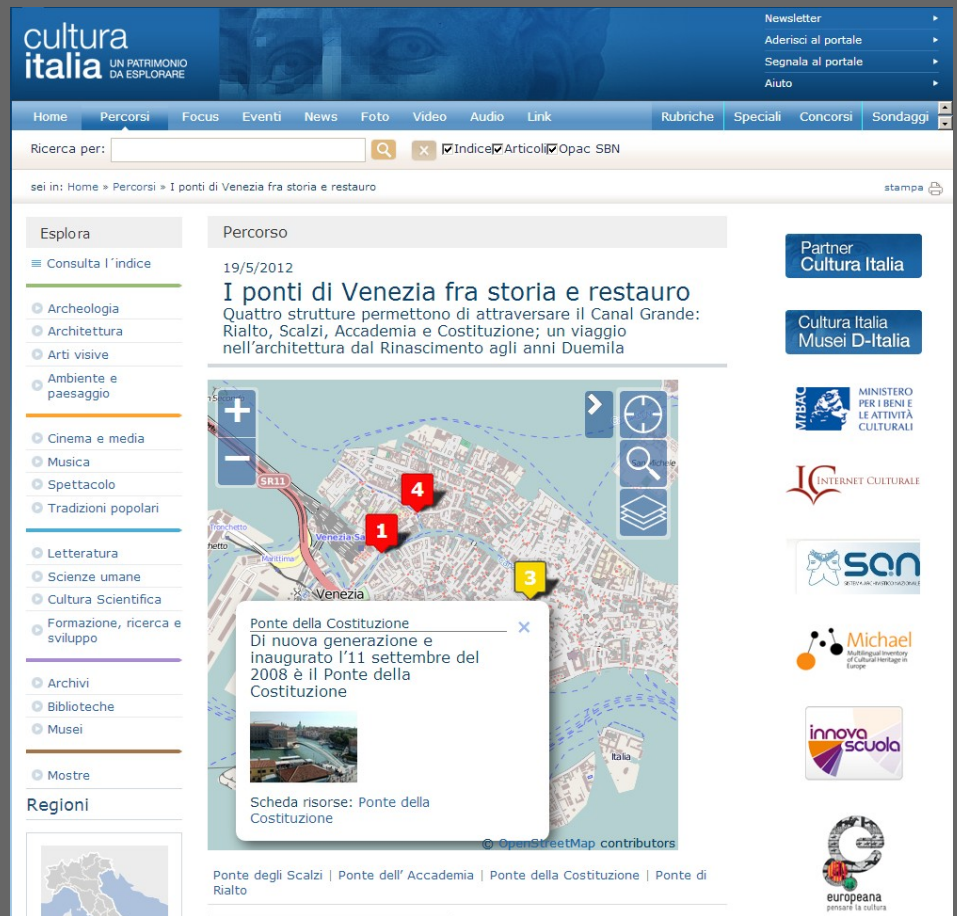 cultura
italia UN PATRIMONIO
DA ESPLORARE
Newsletter
Aderisci al portale
Segnala al portale
Aiuto
Home Percorsi Focus Eventi News Foto Video Audio Link Rubriche Speciali Concorsi Sondaggi
Ricerca per: Indice Articoli Opac SBN
sei in: Home » Percorsi » I ponti di Venezia fra storia e restauro
stampa
Esplora
Consulta l´indice
Archeologia
Architettura
Arti visive
Ambiente e
paesaggio
Cinema e media
Musica
Spettacolo
Tradizioni popolari
Letteratura
Scienze umane
Cultura Scientifica
Formazione, ricerca e
sviluppo
Archivi
Biblioteche
Musei
Mostre
Regioni
Percorso
19/5/2012
I ponti di Venezia fra storia e restauro
Quattro strutture permettono di attraversare il Canal Grande:
Rialto, Scalzi, Accademia e Costituzione; un viaggio
nell'architettura dal Rinascimento agli anni Duemila
+
−
SR11
4
1
3
Tronchetto
Marittima
Venezia Sa
Venezia
Italia
Ponte della Costituzione
Di nuova generazione e
inaugurato l'11 settembre del
2008 è il Ponte della
Costituzione
Scheda risorse: Ponte della
Costituzione
© OpenStreetMap contributors
Ponte degli Scalzi | Ponte dell' Accademia | Ponte della Costituzione | Ponte di
Rialto
Partner
Cultura Italia
Cultura Italia
Musei D-Italia
MiBAC
MINISTERO
PER I BENI E
LE ATTIVITÀ
CULTURALI
INTERNET CULTURALE
SAN
SISTEMA ARCHIVISTICO NAZIONALE
Michael
Multilingual Inventory
of Cultural Heritage in
Europe
innova
scuola
europeana
pensare la cultura